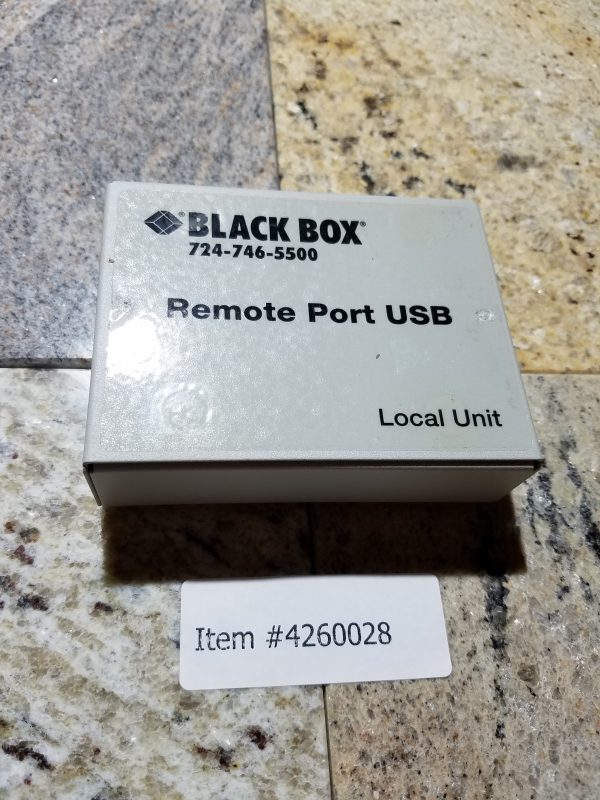 BLACK BOX®
724-746-5500
Remote Port USB
Local Unit
Item #4260028